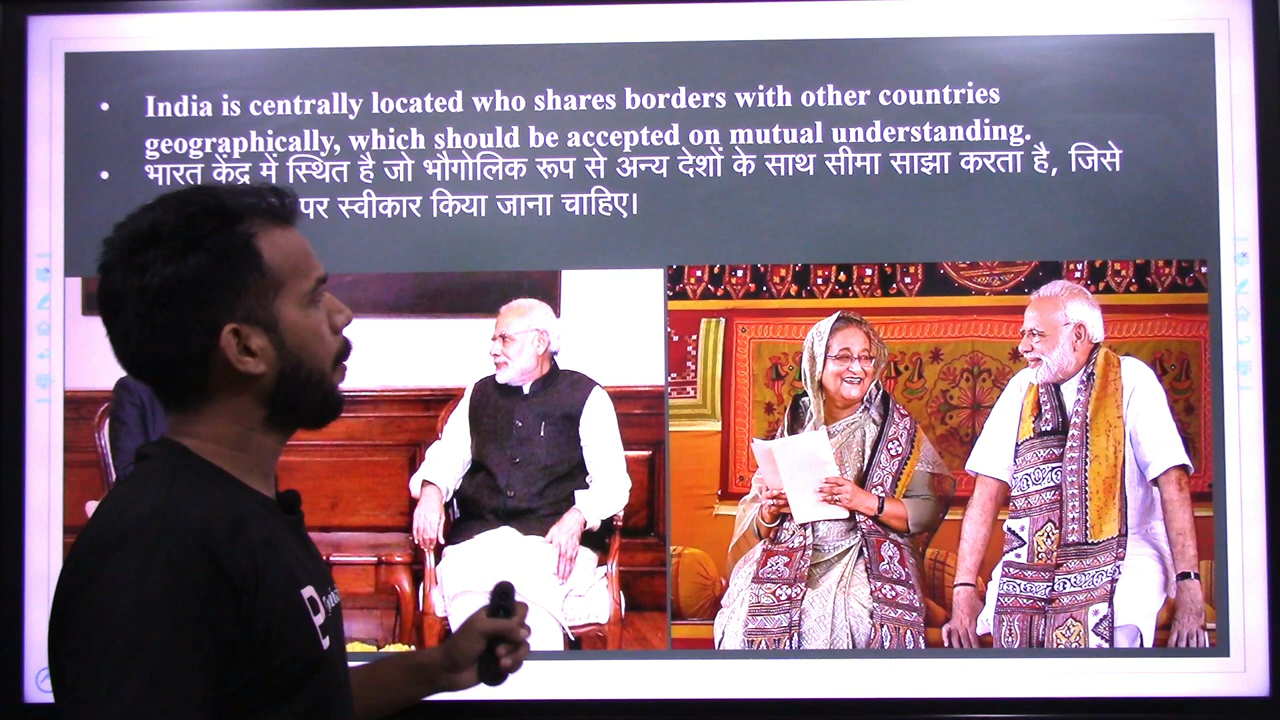 • India is centrally located who shares borders with other countries
geographically, which should be accepted on mutual understanding.
• भारत केंद्र में स्थित है जो भौगोलिक रूप से अन्य देशों के साथ सीमा साझा करता है, जिसे
पर स्वीकार किया जाना चाहिए।